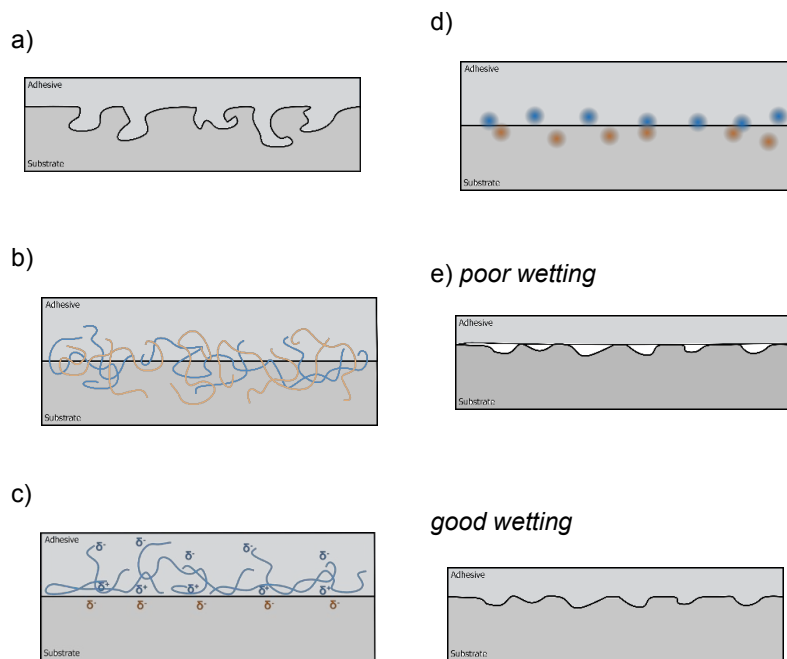 a)
Adhesive
Substrate
b)
Adhesive
Substrate
c)
Adhesive
δ- δ- δ- δ- δ-
δ+ δ+ δ+ δ+ δ+
δ- δ- δ- δ- δ-
Substrate
d)
Adhesive
Substrate
e) poor wetting
Adhesive
Substrate
good wetting
Adhesive
Substrate